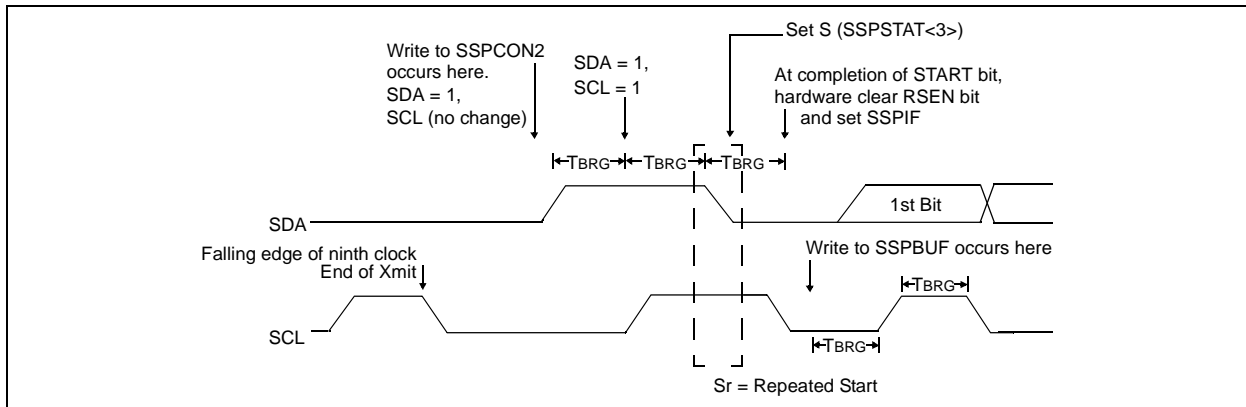 Set S (SSPSTAT<3>)
Write to SSPCON2
occurs here.
SDA = 1,
SCL (no change)
SDA = 1,
SCL = 1
At completion of START bit,
hardware clear RSEN bit
and set SSPIF
TBRG
TBRG
TBRG
SDA
1st Bit
Falling edge of ninth clock
End of Xmit
Write to SSPBUF occurs here
TBRG
SCL
TBRG
Sr = Repeated Start